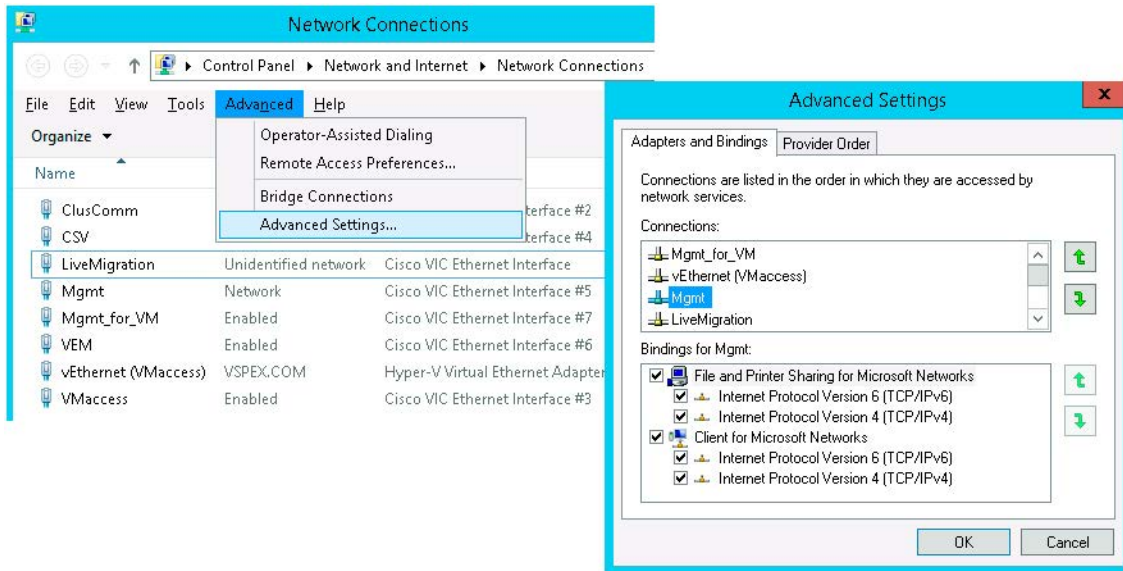 Network Connections
Control Panel Network and Internet Network Connections
File Edit View Tools Advanced Help
Organize
Operator-Assisted Dialing
Remote Access Preferences...
Bridge Connections
Advanced Settings...
Name
ClusComm terface #2
CSV terface #4
LiveMigration Unidentified network Cisco VIC Ethernet Interface
Mgmt Network Cisco VIC Ethernet Interface #5
Mgmt_for_VM Enabled Cisco VIC Ethernet Interface #7
VEM Enabled Cisco VIC Ethernet Interface #6
vEthernet (VMaccess) VSPEX.COM Hyper-V Virtual Ethernet Adapter
VMaccess Enabled Cisco VIC Ethernet Interface #3
Advanced Settings
x
Adapters and Bindings Provider Order
Connections are listed in the order in which they are accessed by
network services.
Connections:
Mgmt_for_VM
vEthernet (VMaccess)
Mgmt
LiveMigration
Bindings for Mgmt:
File and Printer Sharing for Microsoft Networks
Internet Protocol Version 6 (TCP/IPv6)
Internet Protocol Version 4 (TCP/IPv4)
Client for Microsoft Networks
Internet Protocol Version 6 (TCP/IPv6)
Internet Protocol Version 4 (TCP/IPv4)
OK Cancel